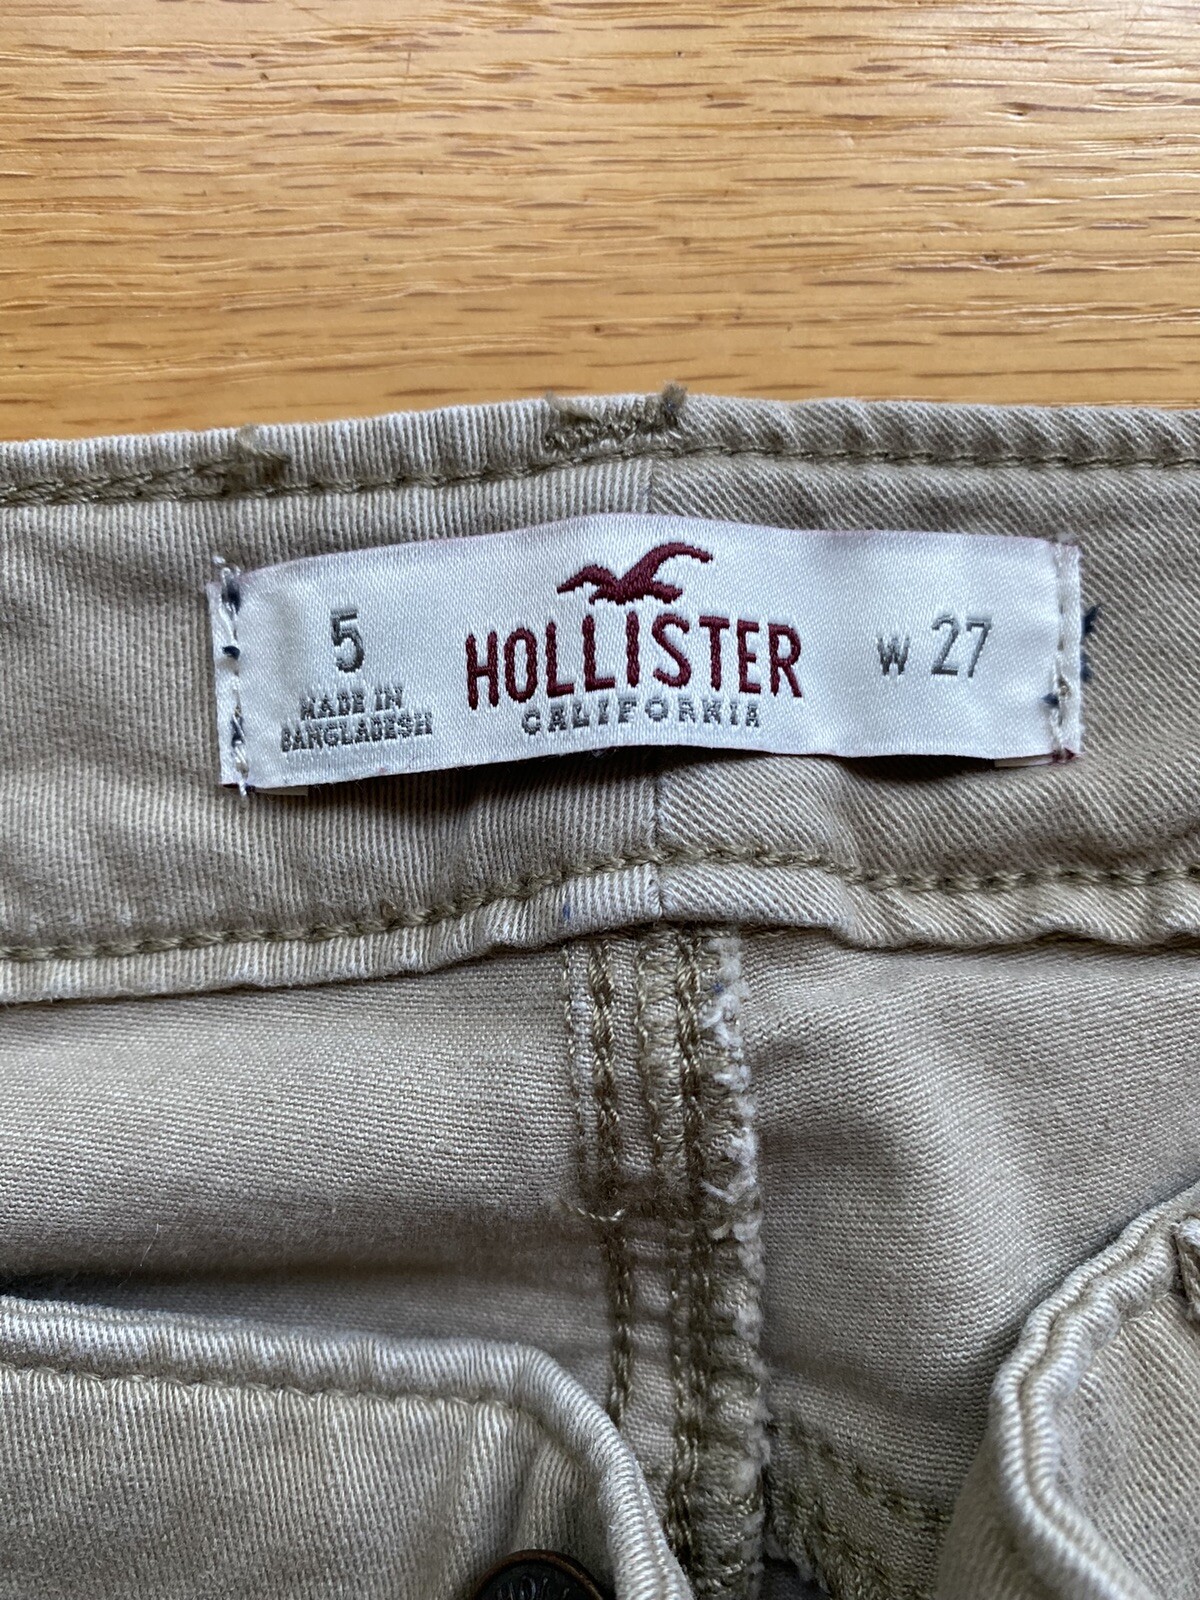 5
MADE IN
BANGLADESH
HOLLISTER
CALIFORNIA
W 27